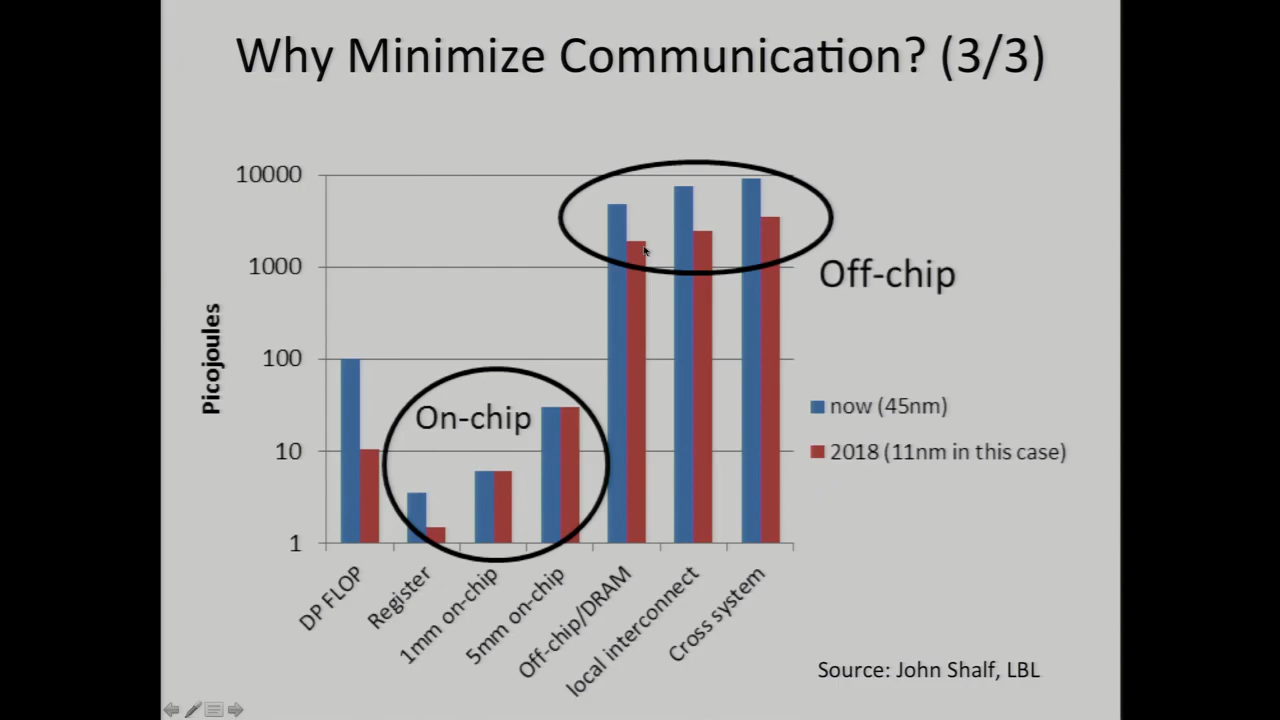 Why Minimize Communication? (3/3)
10000
1000
100
10
1
Picojoules
On-chip
Off-chip
now (45nm)
2018 (11nm in this case)
DP FLOP
Register
1mm on-chip
5mm on-chip
Off-chip/DRAM
local interconnect
Cross system
Source: John Shalf, LBL